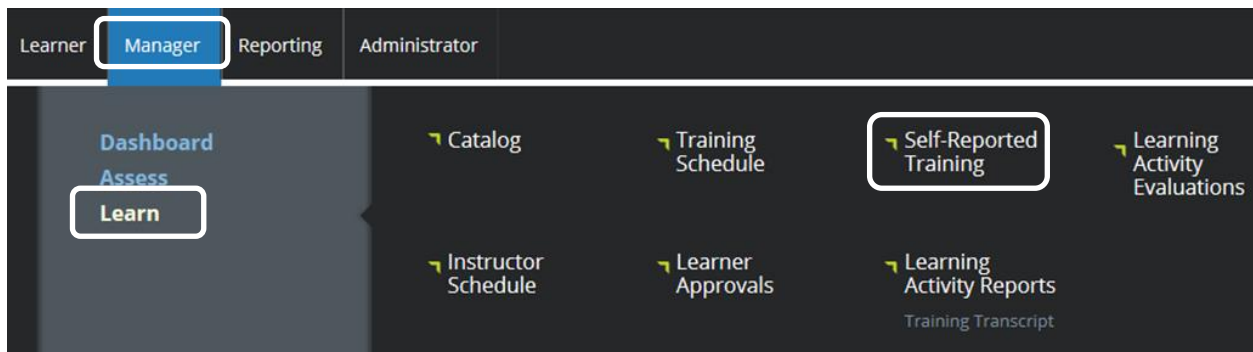 Learner Manager Reporting Administrator
Dashboard
Assess
Learn
Catalog
Training
Schedule
Self-Reported
Training
Learning
Activity
Evaluations
Instructor
Schedule
Learner
Approvals
Learning
Activity Reports
Training Transcript